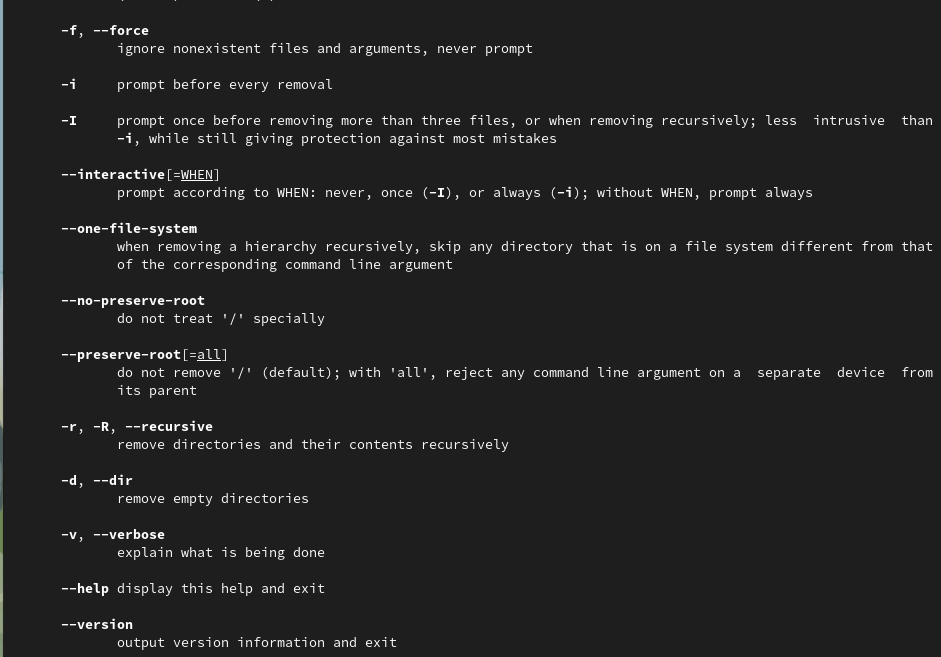 -f, --force
ignore nonexistent files and arguments, never prompt
-i prompt before every removal
-I prompt once before removing more than three files, or when removing recursively; less intrusive than
-i, while still giving protection against most mistakes
--interactive[=WHEN]
prompt according to WHEN: never, once (-I), or always (-i); without WHEN, prompt always
--one-file-system
when removing a hierarchy recursively, skip any directory that is on a file system different from that
of the corresponding command line argument
--no-preserve-root
do not treat '/' specially
--preserve-root[=all]
do not remove '/' (default); with 'all', reject any command line argument on a separate device from
its parent
-r, -R, --recursive
remove directories and their contents recursively
-d, --dir
remove empty directories
-v, --verbose
explain what is being done
--help display this help and exit
--version
output version information and exit